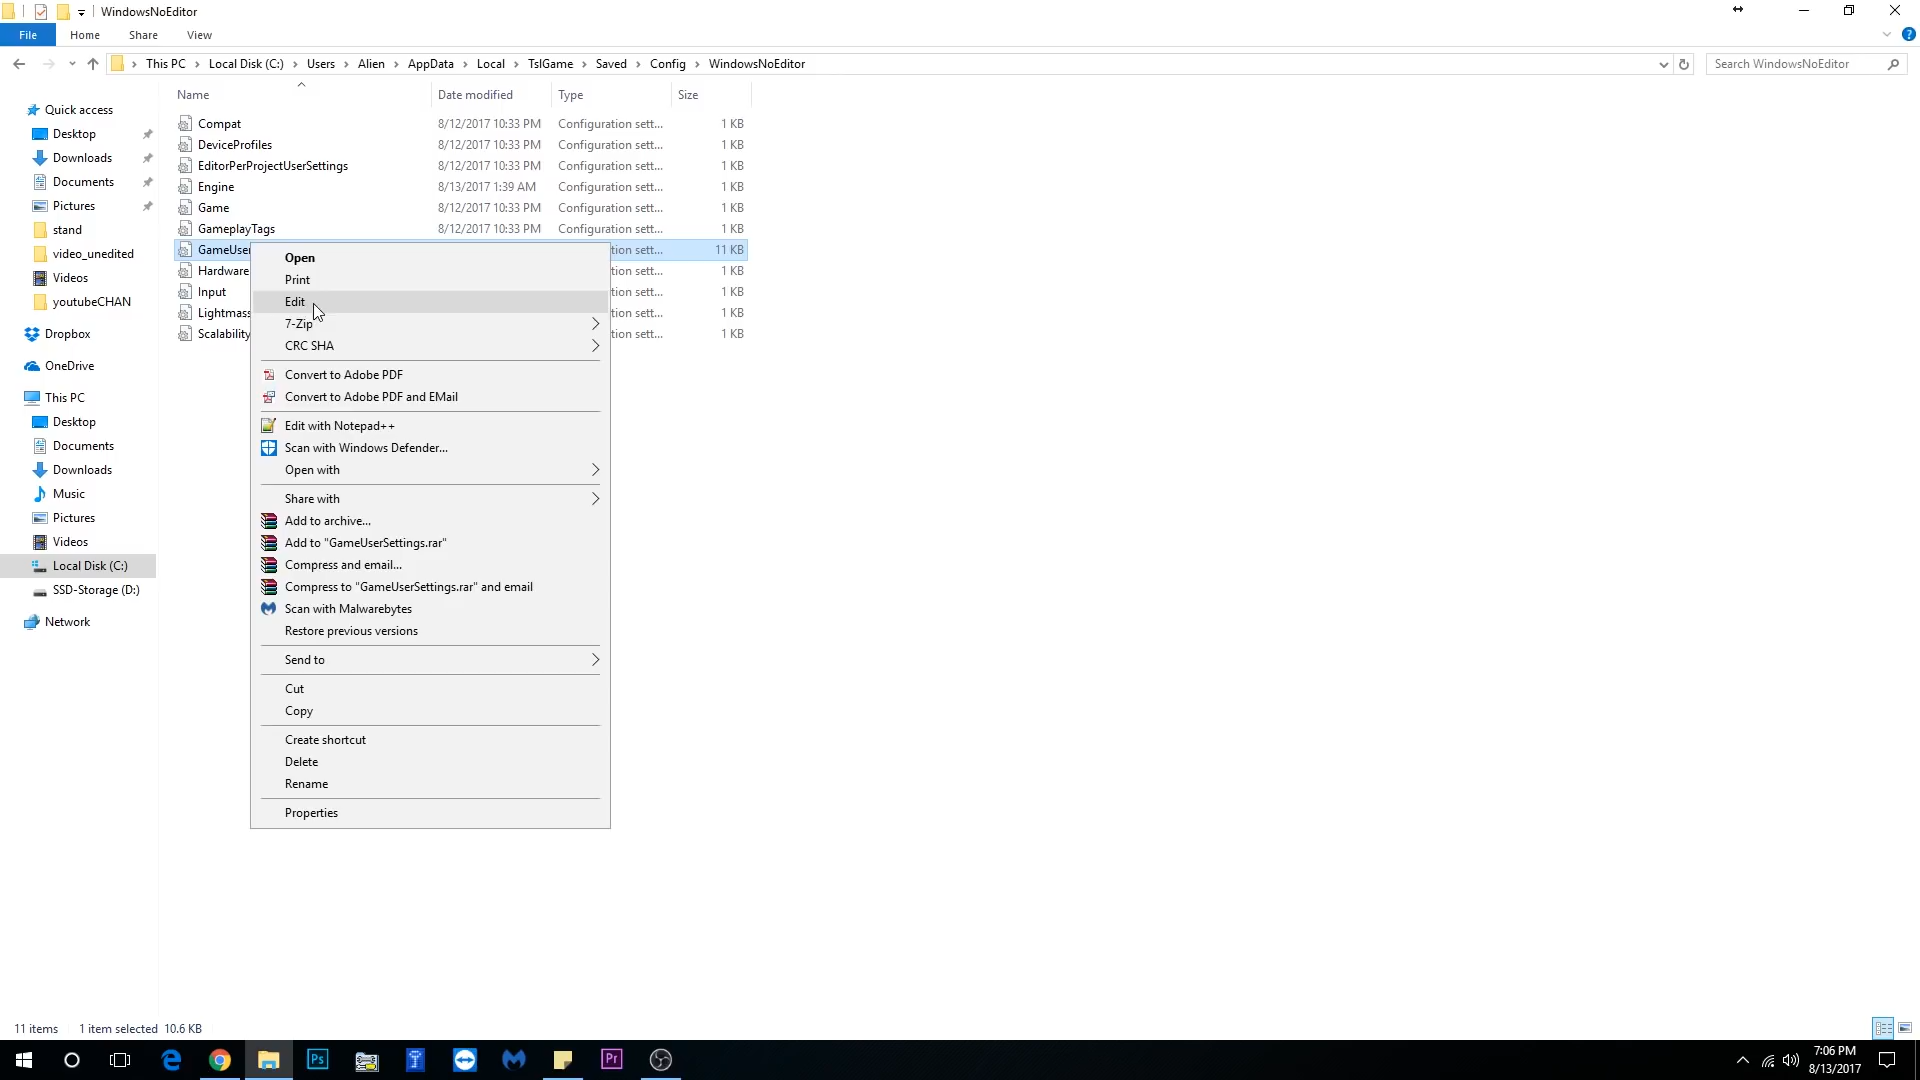 WindowsNoEditor
File Home Share View
This PC Local Disk (C:) Users Alien AppData Local TslGame Saved Config WindowsNoEditor
Search WindowsNoEditor
Name Date modified Type Size
Quick access
Desktop
Downloads
Documents
Pictures
stand
video_unedited
Videos
youtubeCHAN
Dropbox
OneDrive
This PC
Desktop
Documents
Downloads
Music
Pictures
Videos
Local Disk (C:)
SSD-Storage (D:)
Network
Compat 8/12/2017 10:33 PM Configuration sett... 1 KB
DeviceProfiles 8/12/2017 10:33 PM Configuration sett... 1 KB
EditorPerProjectUserSettings 8/12/2017 10:33 PM Configuration sett... 1 KB
Engine 8/13/2017 1:39 AM Configuration sett... 1 KB
Game 8/12/2017 10:33 PM Configuration sett... 1 KB
GameplayTags 8/12/2017 10:33 PM Configuration sett... 1 KB
GameUser tion sett... 11 KB
Hardware tion sett... 1 KB
Input tion sett... 1 KB
Lightmass tion sett... 1 KB
Scalability tion sett... 1 KB
Open
Print
Edit
7-Zip
CRC SHA
Convert to Adobe PDF
Convert to Adobe PDF and EMail
Edit with Notepad++
Scan with Windows Defender...
Open with
Share with
Add to archive...
Add to "GameUserSettings.rar"
Compress and email...
Compress to "GameUserSettings.rar" and email
Scan with Malwarebytes
Restore previous versions
Send to
Cut
Copy
Create shortcut
Delete
Rename
Properties
11 items 1 item selected 10.6 KB
Ps
Pr
7:06 PM
8/13/2017